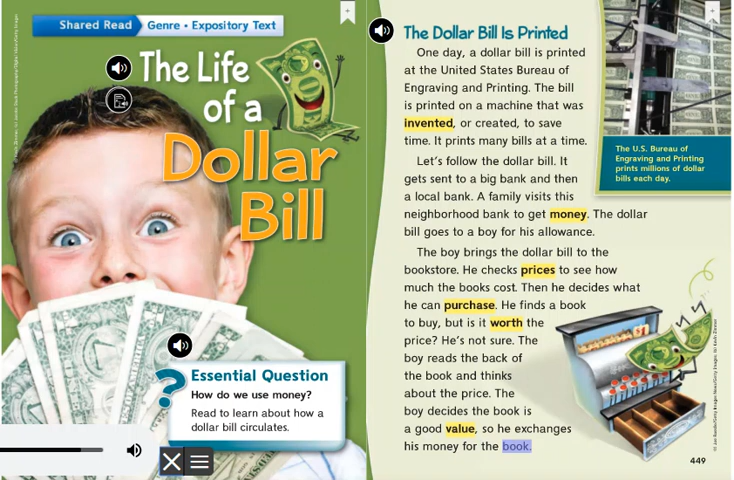 Shared Read Genre • Expository Text
The Life
of a
Dollar
Bill
Essential Question
How do we use money?
Read to learn about how a
dollar bill circulates.
The Dollar Bill Is Printed
One day, a dollar bill is printed
at the United States Bureau of
Engraving and Printing. The bill
is printed on a machine that was
invented, or created, to save
time. It prints many bills at a time.
Let's follow the dollar bill. It
gets sent to a big bank and then
a local bank. A family visits this
neighborhood bank to get money. The dollar
bill goes to a boy for his allowance.
The boy brings the dollar bill to the
bookstore. He checks prices to see how
much the books cost. Then he decides what
he can purchase. He finds a book
to buy, but is it worth the
price? He's not sure. The
boy reads the back of
the book and thinks
about the price. The
boy decides the book is
a good value, so he exchanges
his money for the book.
The U.S. Bureau of
Engraving and Printing
prints millions of dollar
bills each day.
449